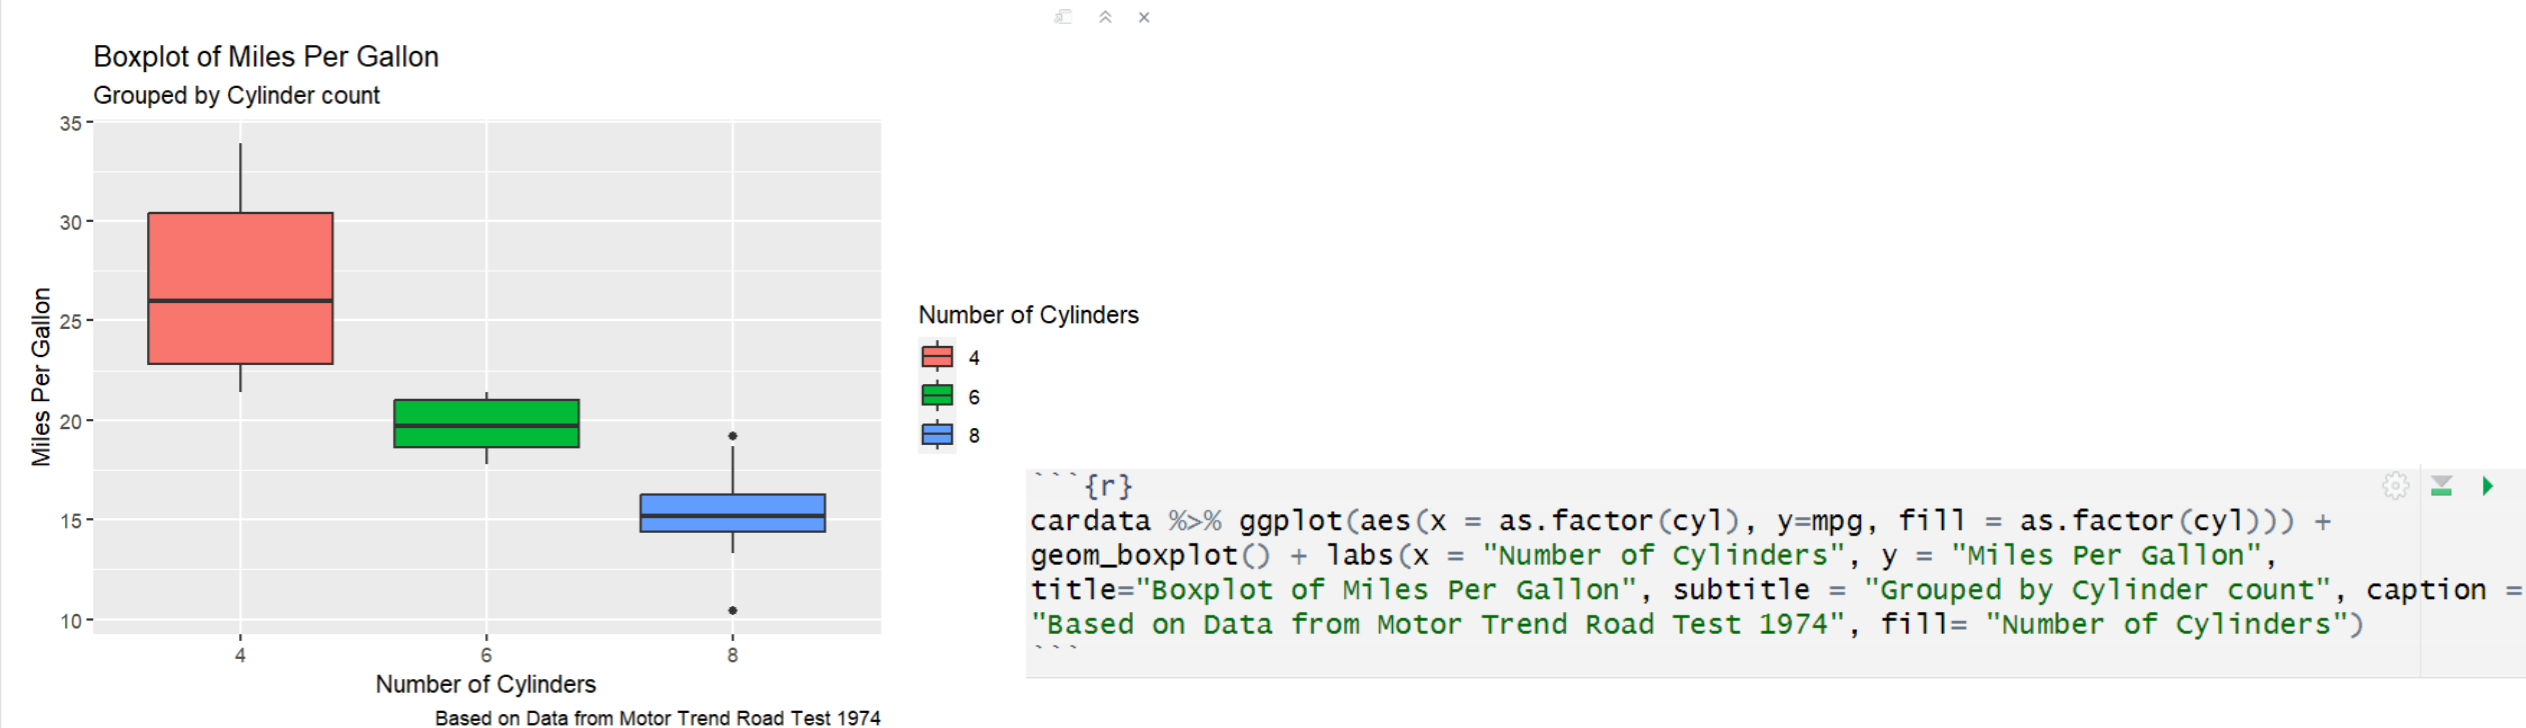 Boxplot of Miles Per Gallon
Grouped by Cylinder count
35
30
25
20
15
10
Miles Per Gallon
4
6
8
Number of Cylinders
Based on Data from Motor Trend Road Test 1974
Number of Cylinders
4
6
8
```{r}
cardata %>% ggplot(aes(x = as.factor(cyl), y=mpg, fill = as.factor(cyl))) +
geom_boxplot() + labs(x = "Number of Cylinders", y = "Miles Per Gallon",
title="Boxplot of Miles Per Gallon", subtitle = "Grouped by Cylinder count", caption =
"Based on Data from Motor Trend Road Test 1974", fill= "Number of Cylinders")
```